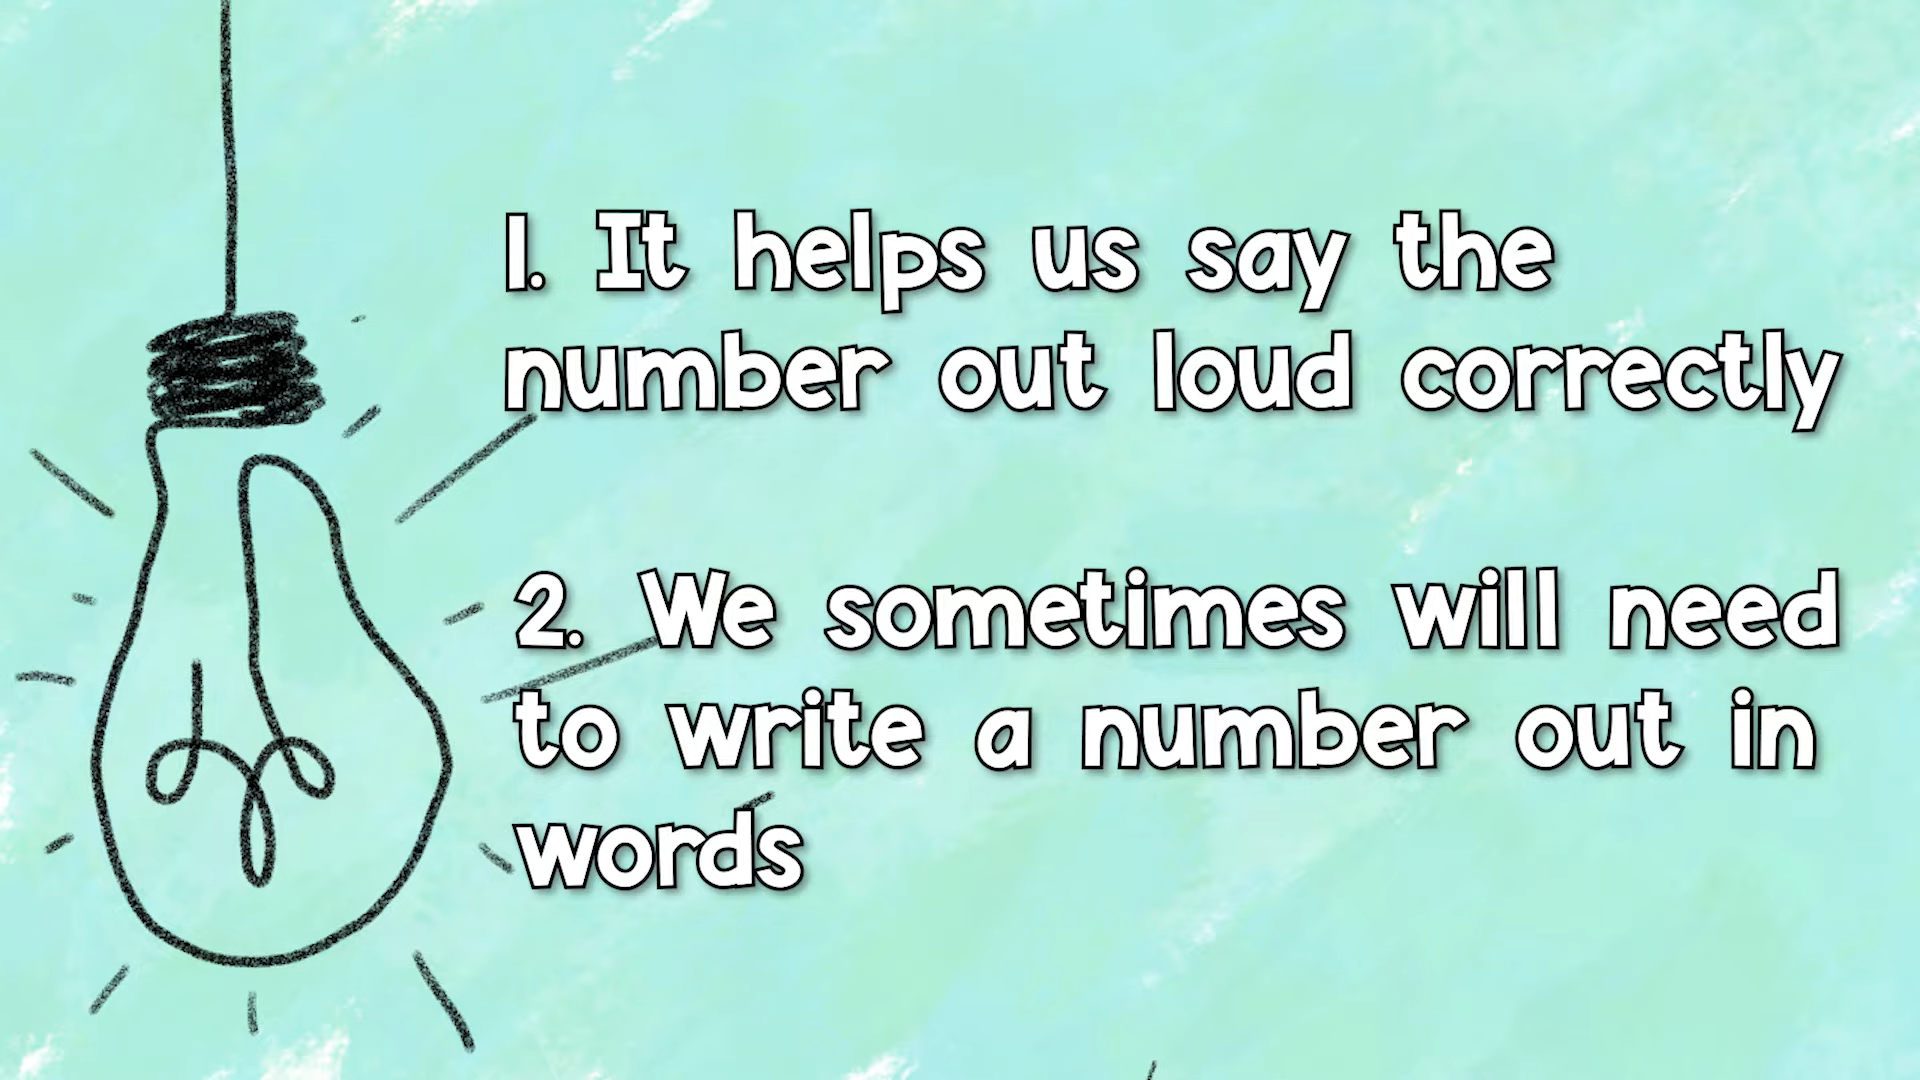 1. It helps us say the
number out loud correctly
2. We sometimes will need
to write a number out in
words